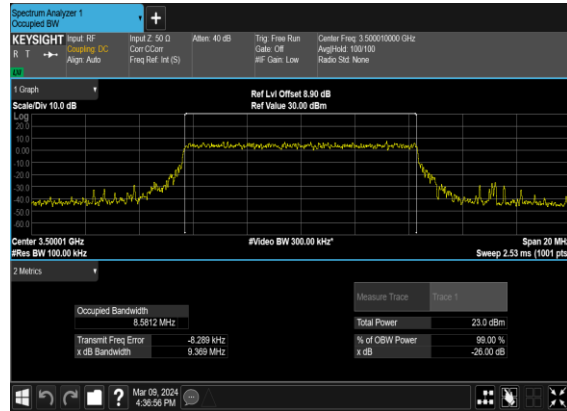 Spectrum Analyzer 1
Occupied BW
+
KEYSIGHT Input: RF Input Z: 50 Ω Atten: 40 dB Trig: Free Run Center Freq: 3.500010000 GHz
R T Coupling: DC Corr CCorr Gate: Off Avg|Hold: 100/100
Align: Auto Freq Ref: Int (S) #IF Gain: Low Radio Std: None
1 Graph
Ref Lvl Offset 8.90 dB
Scale/Div 10.0 dB Ref Value 30.00 dBm
Log
20.0
10.0
0.00
-10.0
-20.0
-30.0
-40.0
-50.0
-60.0
Center 3.50001 GHz #Video BW 300.00 kHz* Span 20 MHz
#Res BW 100.00 kHz Sweep 2.53 ms (1001 pts
2 Metrics
Measure Trace Trace 1
Occupied Bandwidth
8.5812 MHz Total Power 23.0 dBm
Transmit Freq Error -8.289 kHz % of OBW Power 99.00 %
x dB Bandwidth 9.369 MHz x dB -26.00 dB
? Mar 09, 2024
4:36:56 PM